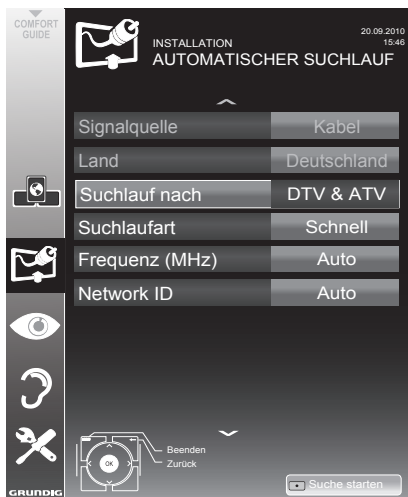 COMFORT
GUIDE
INSTALLATION
20.09.2010
15:46
AUTOMATISCHER SUCHLAUF
Signalquelle Kabel
Land Deutschland
Suchlauf nach DTV & ATV
Suchlaufart Schnell
Frequenz (MHz) Auto
Network ID Auto
OK
Beenden
Zurück
Suche starten
GRUNDIG